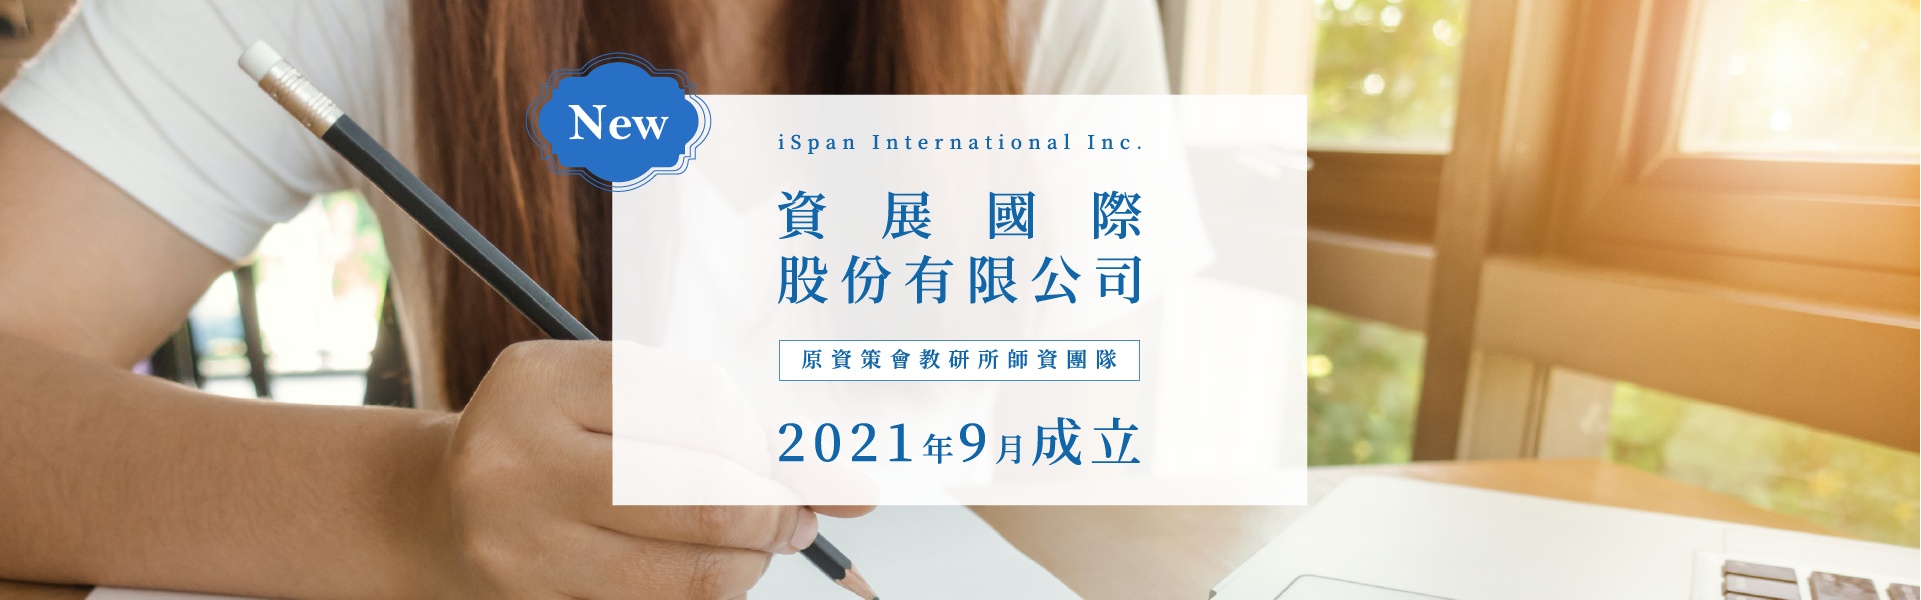 New
iSpan International Inc.
資展國際
股份有限公司
原資策會教研所師資團隊
2021年9月成立